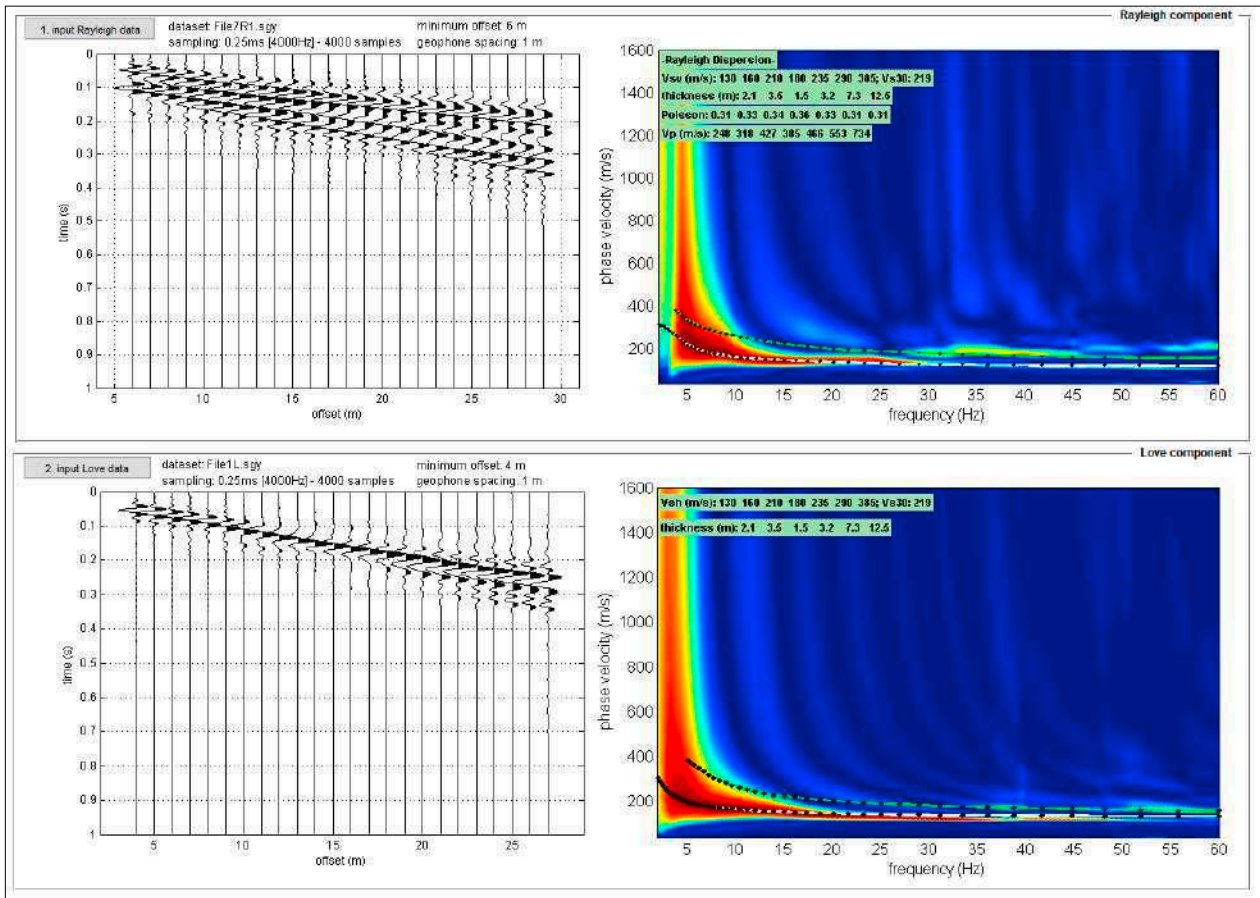 Rayleigh component
1. input Rayleigh data
dataset: File7R1.sgy
minimum offset: 6 m
sampling: 0.25ms [4000Hz] - 4000 samples
geophone spacing: 1 m
0
0.1
0.2
0.3
0.4
0.5
0.6
0.7
0.8
0.9
1
time (s)
5 10 15 20 25 30
offset (m)
1600
1400
1200
1000
800
600
400
200
phase velocity (m/s)
-Rayleigh Dispersion-
Vsv (m/s): 130 160 210 180 235 290 385; Vs30: 219
thickness (m): 2.1 3.5 1.5 3.2 7.3 12.5
Poisson: 0.31 0.33 0.34 0.36 0.33 0.31 0.31
Vp (m/s): 248 318 427 385 466 553 734
5 10 15 20 25 30 35 40 45 50 55 60
frequency (Hz)
Love component
2. input Love data
dataset: File1L.sgy
minimum offset: 4 m
sampling: 0.25ms [4000Hz] - 4000 samples
geophone spacing: 1 m
0
0.1
0.2
0.3
0.4
0.5
0.6
0.7
0.8
0.9
1
time (s)
5 10 15 20 25
offset (m)
1600
1400
1200
1000
800
600
400
200
phase velocity (m/s)
Vsh (m/s): 130 160 210 180 235 290 385; Vs30: 219
thickness (m): 2.1 3.5 1.5 3.2 7.3 12.5
5 10 15 20 25 30 35 40 45 50 55 60
frequency (Hz)